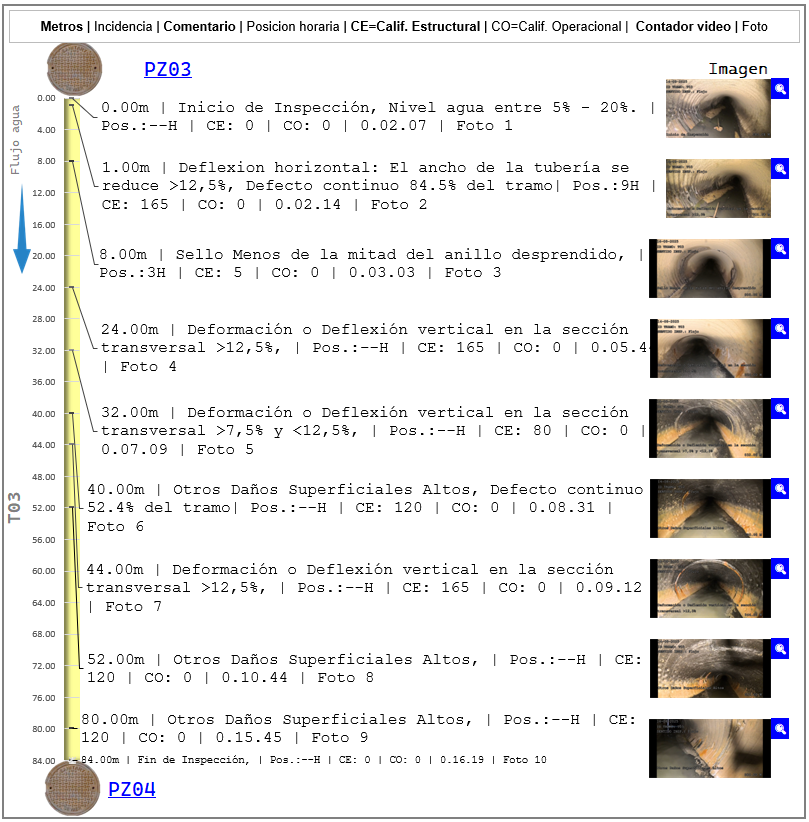 Metros | Incidencia | Comentario | Posicion horaria | CE=Calif. Estructural | CO=Calif. Operacional | Contador video | Foto
PZ03
Imagen
Flujo agua
T03
0.00
4.00
8.00
12.00
16.00
20.00
24.00
28.00
32.00
36.00
40.00
44.00
48.00
52.00
56.00
60.00
64.00
68.00
72.00
76.00
80.00
84.00
0.00m | Inicio de Inspección, Nivel agua entre 5% - 20%. |
Pos.:--H | CE: 0 | CO: 0 | 0.02.07 | Foto 1
1.00m | Deflexion horizontal: El ancho de la tubería se
reduce >12,5%, Defecto continuo 84.5% del tramo| Pos.:9H |
CE: 165 | CO: 0 | 0.02.14 | Foto 2
8.00m | Sello Menos de la mitad del anillo desprendido, |
Pos.:3H | CE: 5 | CO: 0 | 0.03.03 | Foto 3
24.00m | Deformación o Deflexión vertical en la sección
transversal >12,5%, | Pos.:--H | CE: 165 | CO: 0 | 0.05.4
| Foto 4
32.00m | Deformación o Deflexión vertical en la sección
transversal >7,5% y <12,5%, | Pos.:--H | CE: 80 | CO: 0 |
0.07.09 | Foto 5
40.00m | Otros Daños Superficiales Altos, Defecto continuo
52.4% del tramo| Pos.:--H | CE: 120 | CO: 0 | 0.08.31 |
Foto 6
44.00m | Deformación o Deflexión vertical en la sección
transversal >12,5%, | Pos.:--H | CE: 165 | CO: 0 | 0.09.12
| Foto 7
52.00m | Otros Daños Superficiales Altos, | Pos.:--H | CE:
120 | CO: 0 | 0.10.44 | Foto 8
80.00m | Otros Daños Superficiales Altos, | Pos.:--H | CE:
120 | CO: 0 | 0.15.45 | Foto 9
84.00m | Fin de Inspección, | Pos.:--H | CE: 0 | CO: 0 | 0.16.19 | Foto 10
PZ04